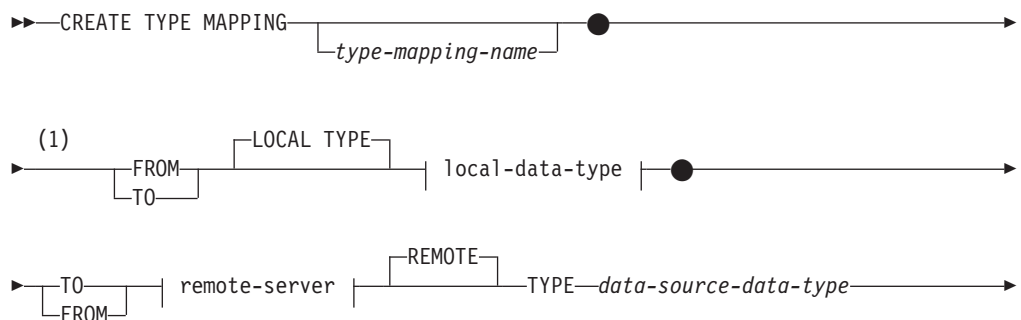 CREATE TYPE MAPPING
type-mapping-name
(1)
LOCAL TYPE
FROM local-data-type
TO
REMOTE
TO remote-server TYPE data-source-data-type
FROM